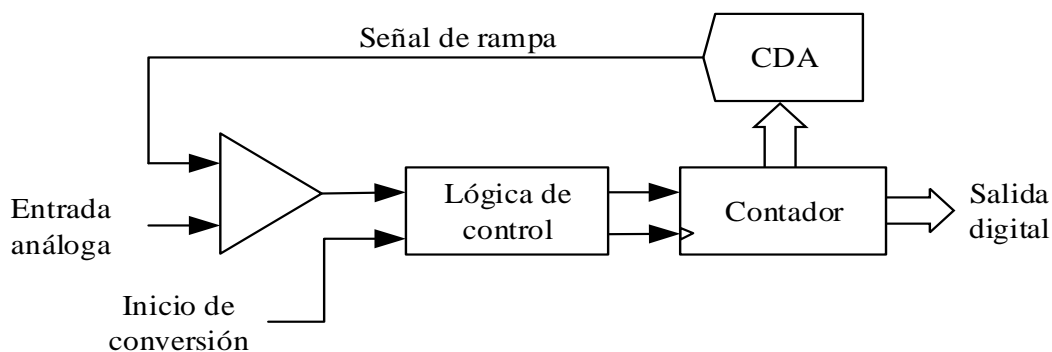 Señal de rampa
CDA
Entrada
análoga
Lógica de
control
Contador
Salida
digital
Inicio de
conversión